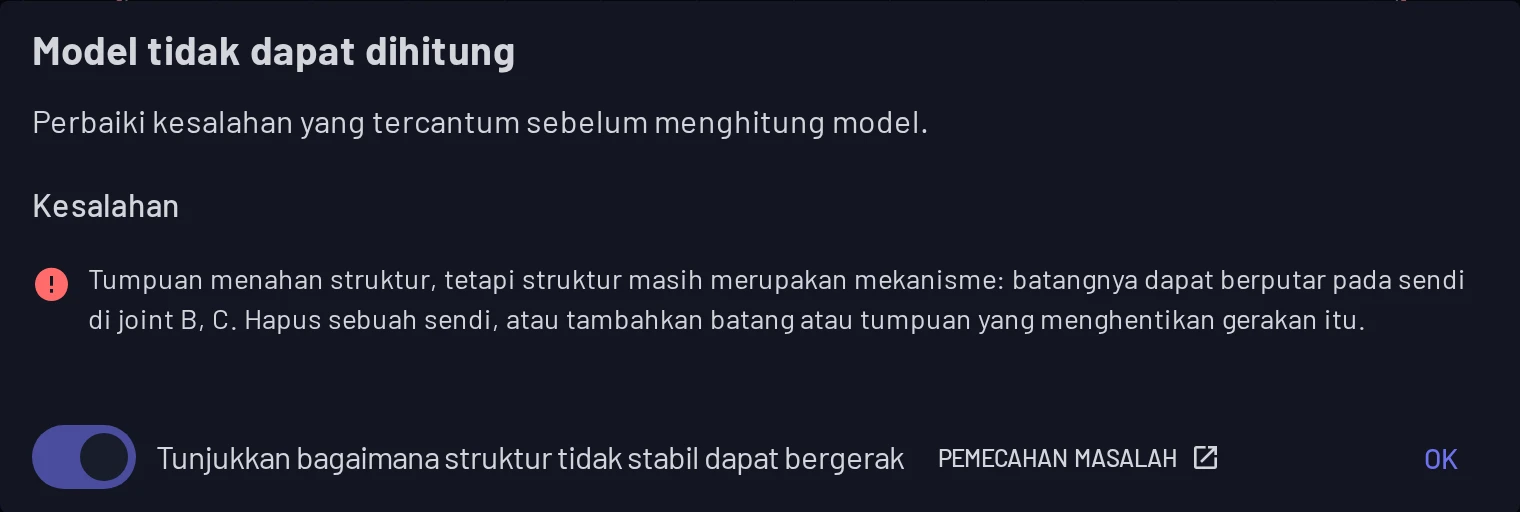 Model tidak dapat dihitung
Perbaiki kesalahan yang tercantum sebelum menghitung model.
Kesalahan
Tumpuan menahan struktur, tetapi struktur masih merupakan mekanisme: batangnya dapat berputar pada sendi
di joint B, C. Hapus sebuah sendi, atau tambahkan batang atau tumpuan yang menghentikan gerakan itu.
Tunjukkan bagaimana struktur tidak stabil dapat bergerak PEMECAHAN MASALAH OK